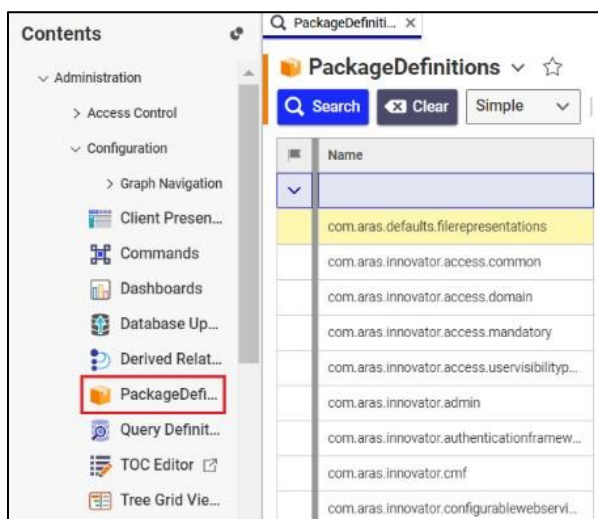 Contents
Administration
Access Control
Configuration
Graph Navigation
Client Presen...
Commands
Dashboards
Database Up...
Derived Relat...
PackageDefi...
Query Definit...
TOC Editor
Tree Grid Vie...
PackageDefiniti... ×
PackageDefinitions
Search Clear Simple
Name
com.aras.defaults.filerepresentations
com.aras.innovator.access.common
com.aras.innovator.access.domain
com.aras.innovator.access.mandatory
com.aras.innovator.access.uservisibilityp...
com.aras.innovator.admin
com.aras.innovator.authenticationframew...
com.aras.innovator.cmf
com.aras.innovator.configurablewebservi...